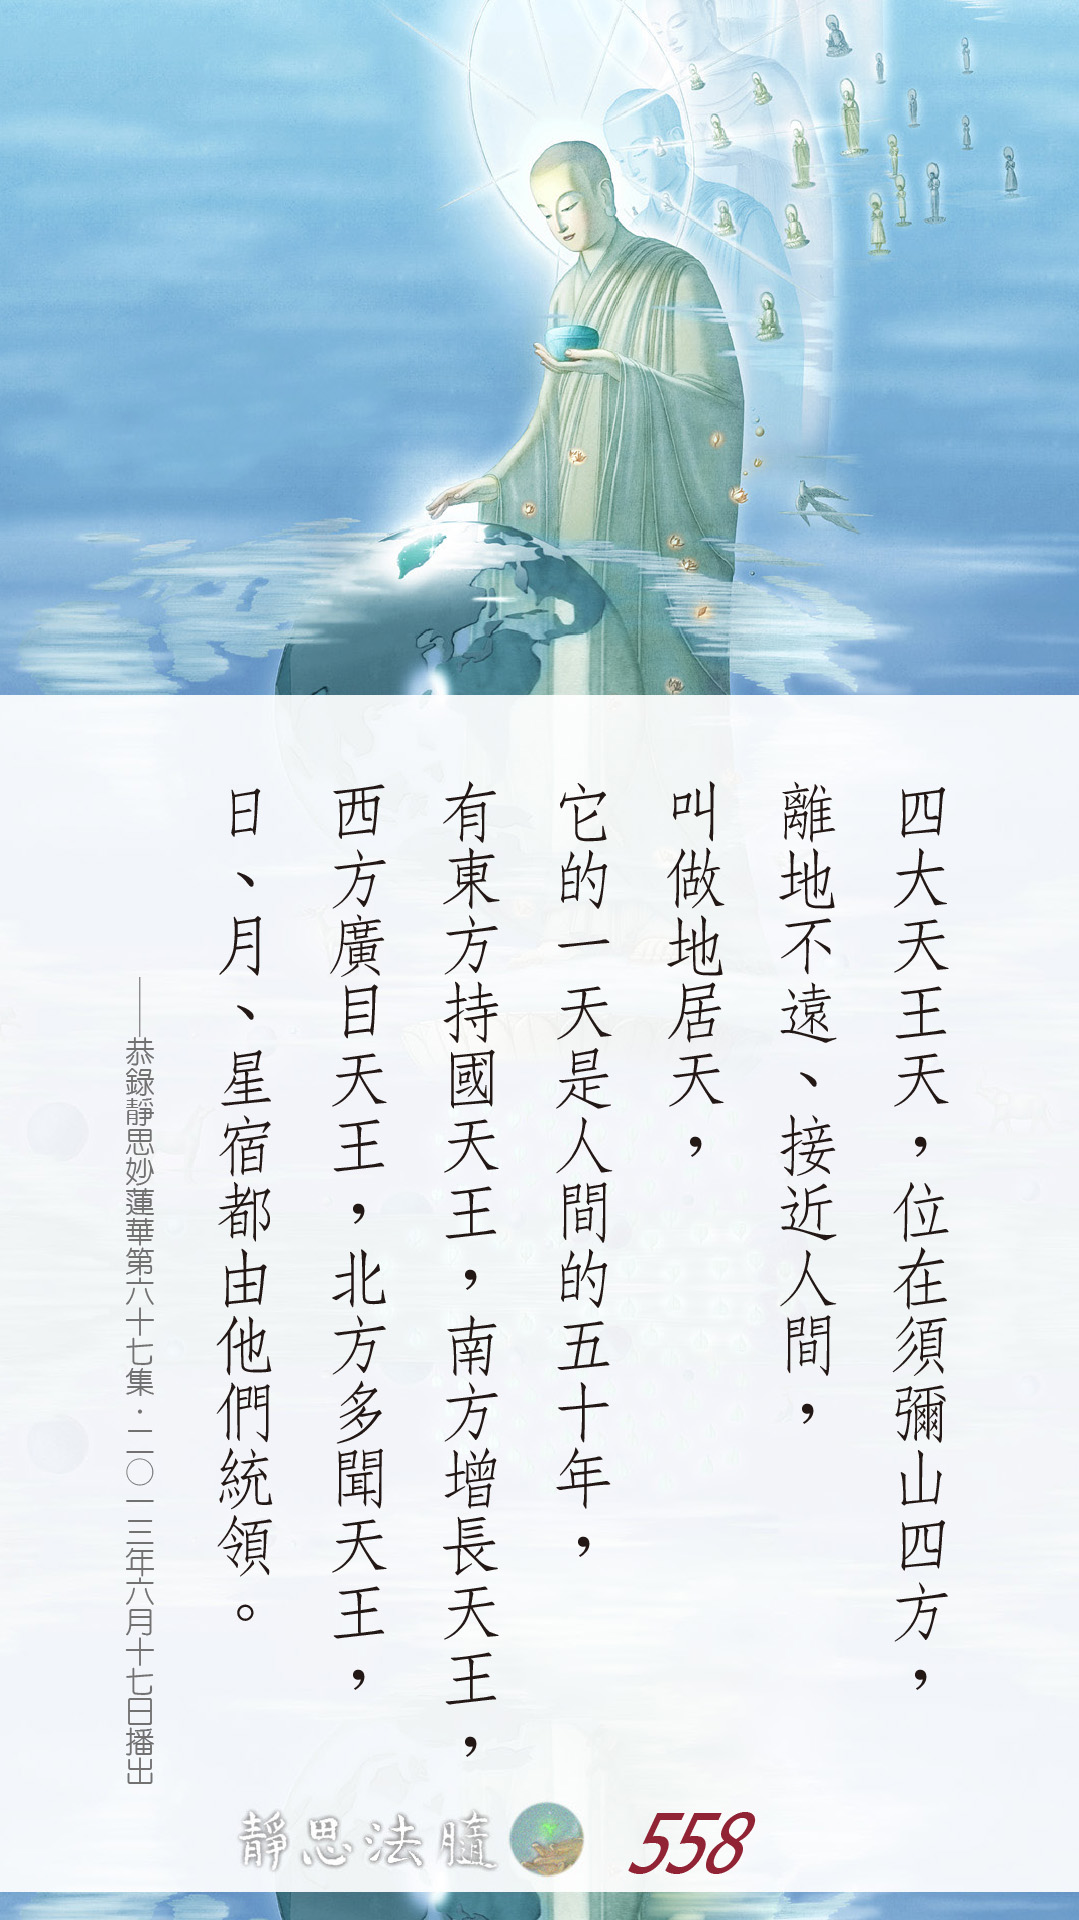 四大天王天，位在須彌山四方，
離地不遠、接近人間，
叫做地居天，
它的一天是人間的五十年，
有東方持國天王，南方增長天王，
西方廣目天王，北方多聞天王，
日、月、星宿都由他們統領。
——恭錄靜思妙蓮華第六十七集．二〇一三年六月十七日播出
靜思法髓 558